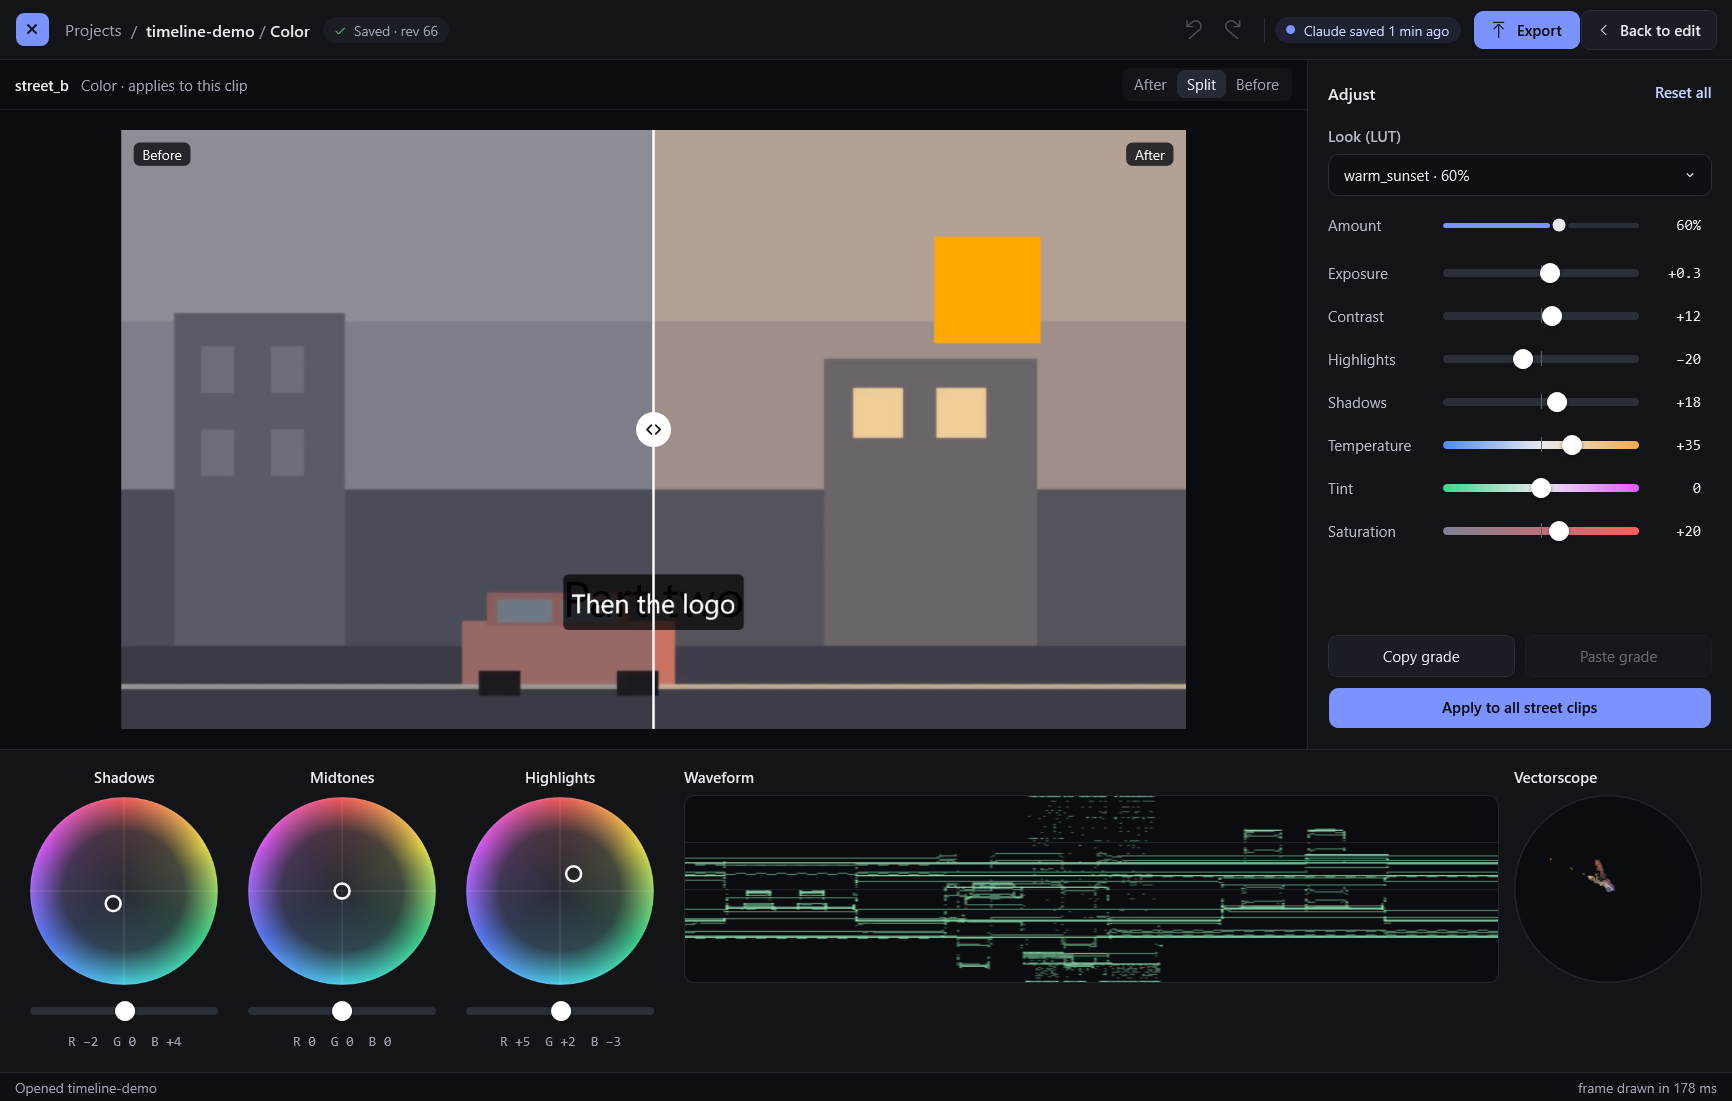 Projects / timeline-demo / Color
Saved · rev 66
Claude saved 1 min ago
Export
Back to edit
street_b Color · applies to this clip
After Split Before
Before
After
Part two
Then the logo
Adjust
Reset all
Look (LUT)
warm_sunset · 60%
Amount 60%
Exposure +0.3
Contrast +12
Highlights −20
Shadows +18
Temperature +35
Tint 0
Saturation +20
Copy grade
Paste grade
Apply to all street clips
Shadows
Midtones
Highlights
Waveform
Vectorscope
R −2 G 0 B +4
R 0 G 0 B 0
R +5 G +2 B −3
Opened timeline-demo
frame drawn in 178 ms